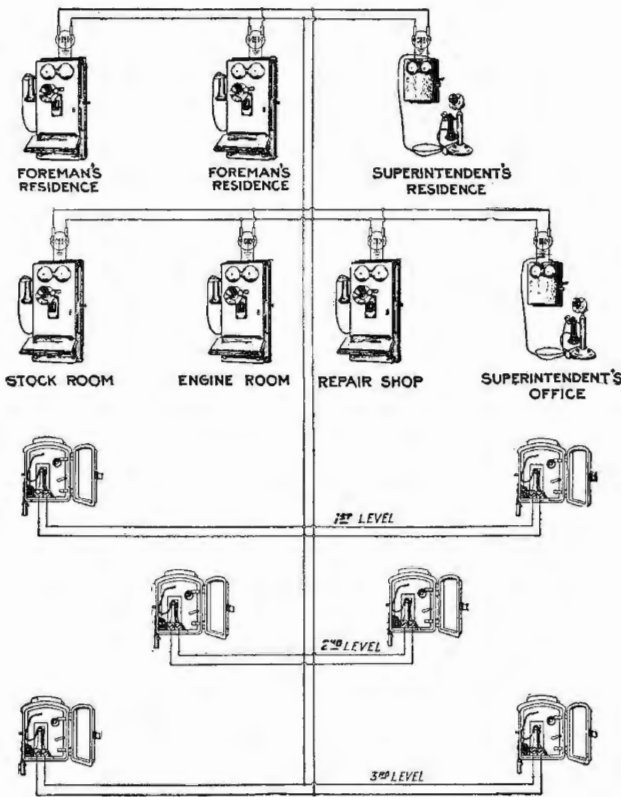 FOREMAN'S
RESIDENCE
FOREMAN'S
RESIDENCE
SUPERINTENDENT'S
RESIDENCE
STOCK ROOM
ENGINE ROOM
REPAIR SHOP
SUPERINTENDENT'S
OFFICE
1ST LEVEL
2ND LEVEL
3RD LEVEL